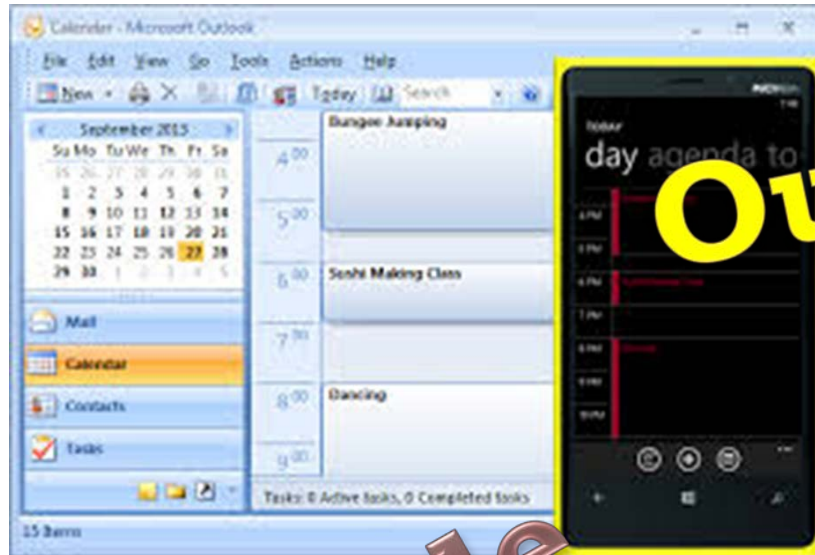 Calendar - Microsoft Outlook
File Edit View Go Tools Actions Help
New Today Search
September 2013
Su Mo Tu We Th Fr Sa
25 26 27 28 29 30 31
1 2 3 4 5 6 7
8 9 10 11 12 13 14
15 16 17 18 19 20 21
22 23 24 25 26 27 28
29 30 1 2 3 4 5
Mail
Calendar
Contacts
Tasks
15 Items
Bungee Jumping
4 00
5 00
6 00 Sushi Making Class
7 00
8 00 Dancing
9 00
Tasks: 0 Active tasks, 0 Completed tasks
NOKIA
TODAY
day agenda to
Ou
4 PM
5 PM
6 PM
7 PM
8 PM
9 PM
10 PM
le